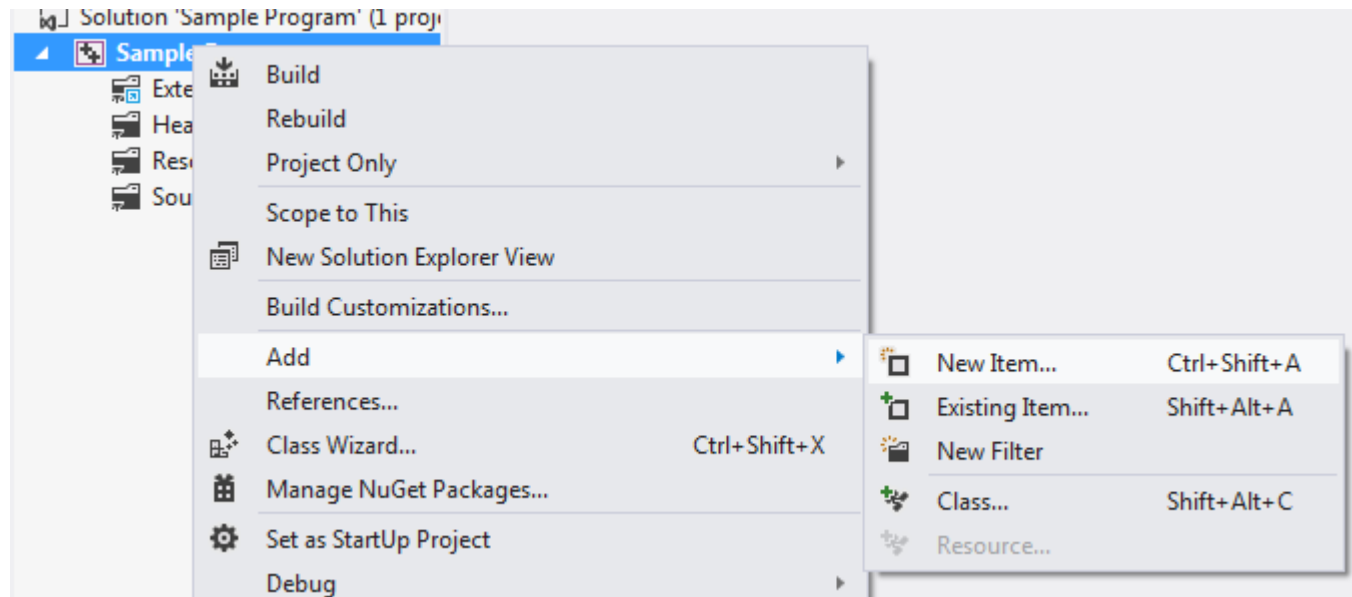 Solution 'Sample Program' (1 proj
Sample
Exte
Hea
Res
Sou
Build
Rebuild
Project Only
Scope to This
New Solution Explorer View
Build Customizations...
Add
References...
Class Wizard... Ctrl+Shift+X
Manage NuGet Packages...
Set as StartUp Project
Debug
New Item... Ctrl+Shift+A
Existing Item... Shift+Alt+A
New Filter
Class... Shift+Alt+C
Resource...